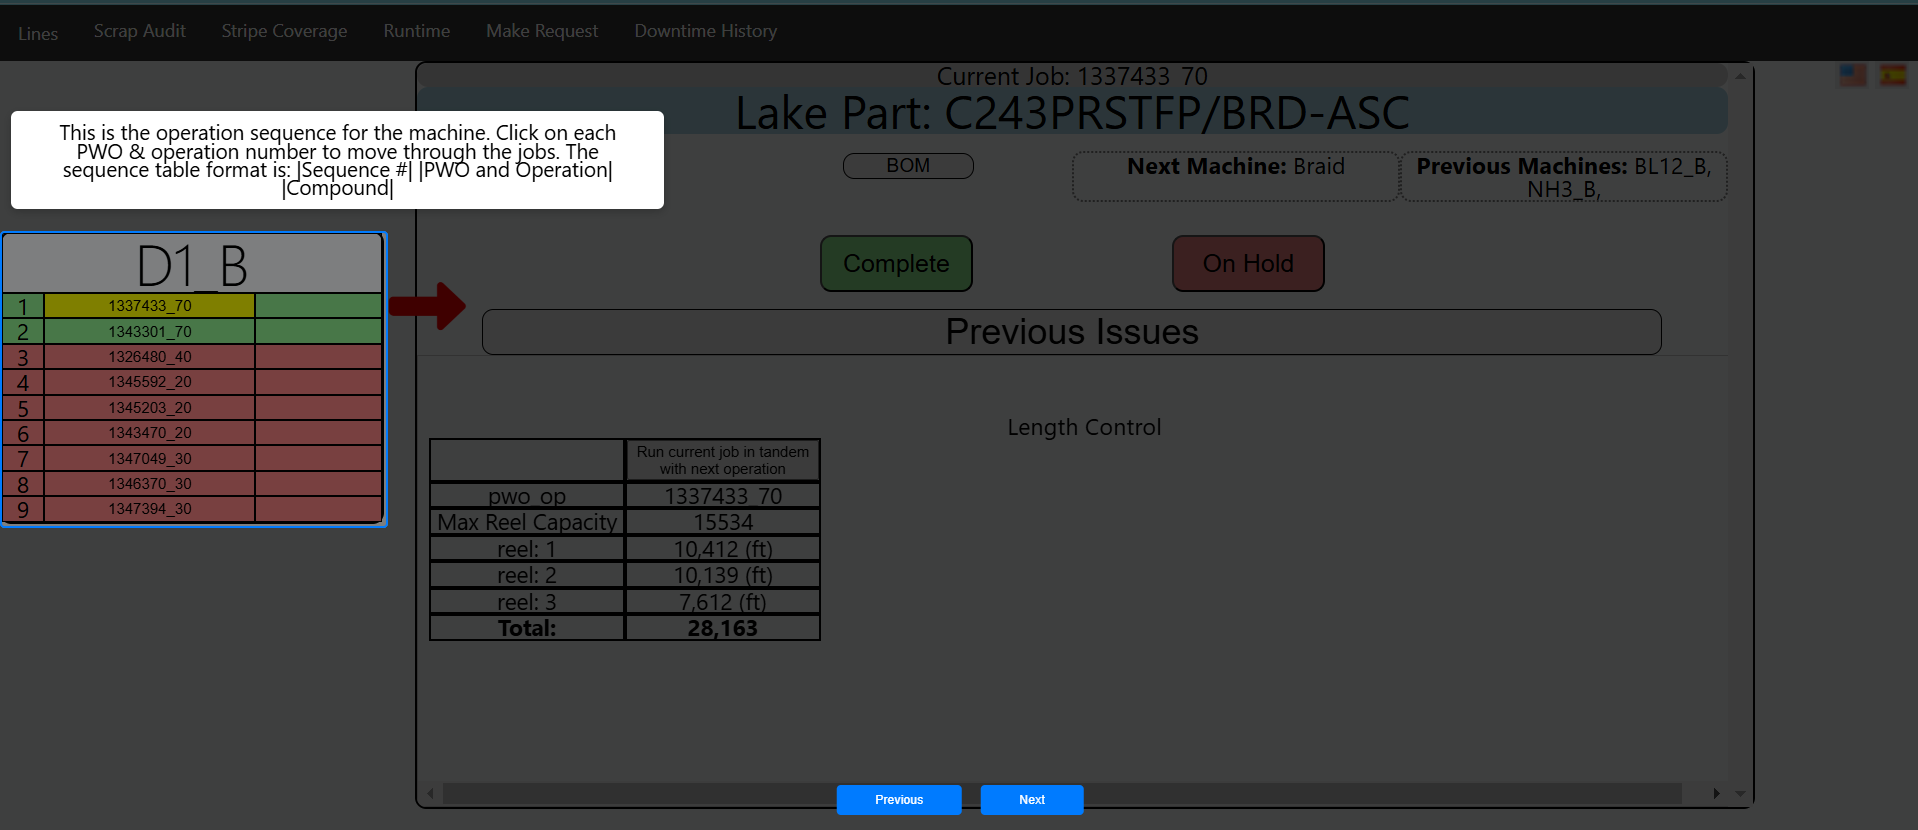 Lines Scrap Audit Stripe Coverage Runtime Make Request Downtime History
Current Job: 1337433_70
Lake Part: C243PRSTFP/BRD-ASC
This is the operation sequence for the machine. Click on each
PWO & operation number to move through the jobs. The
sequence table format is: |Sequence #| |PWO and Operation|
|Compound|
BOM
Next Machine: Braid
Previous Machines: BL12_B,
NH3_B,
D1_B
1 1337433_70
2 1343301_70
3 1326480_40
4 1345592_20
5 1345203_20
6 1343470_20
7 1347049_30
8 1346370_30
9 1347394_30
Complete On Hold
Previous Issues
Length Control
Run current job in tandem
with next operation
pwo_op 1337433_70
Max Reel Capacity 15534
reel: 1 10,412 (ft)
reel: 2 10,139 (ft)
reel: 3 7,612 (ft)
Total: 28,163
Previous Next